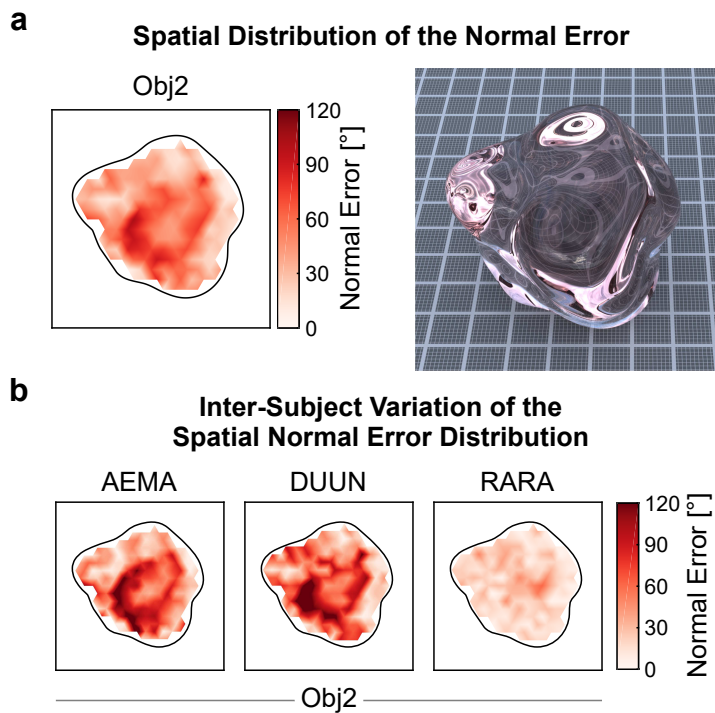 a
Spatial Distribution of the Normal Error
Obj2
120
90
60
30
0
Normal Error [°]
b
Inter-Subject Variation of the
Spatial Normal Error Distribution
AEMA
DUUN
RARA
120
90
60
30
0
Normal Error [°]
Obj2